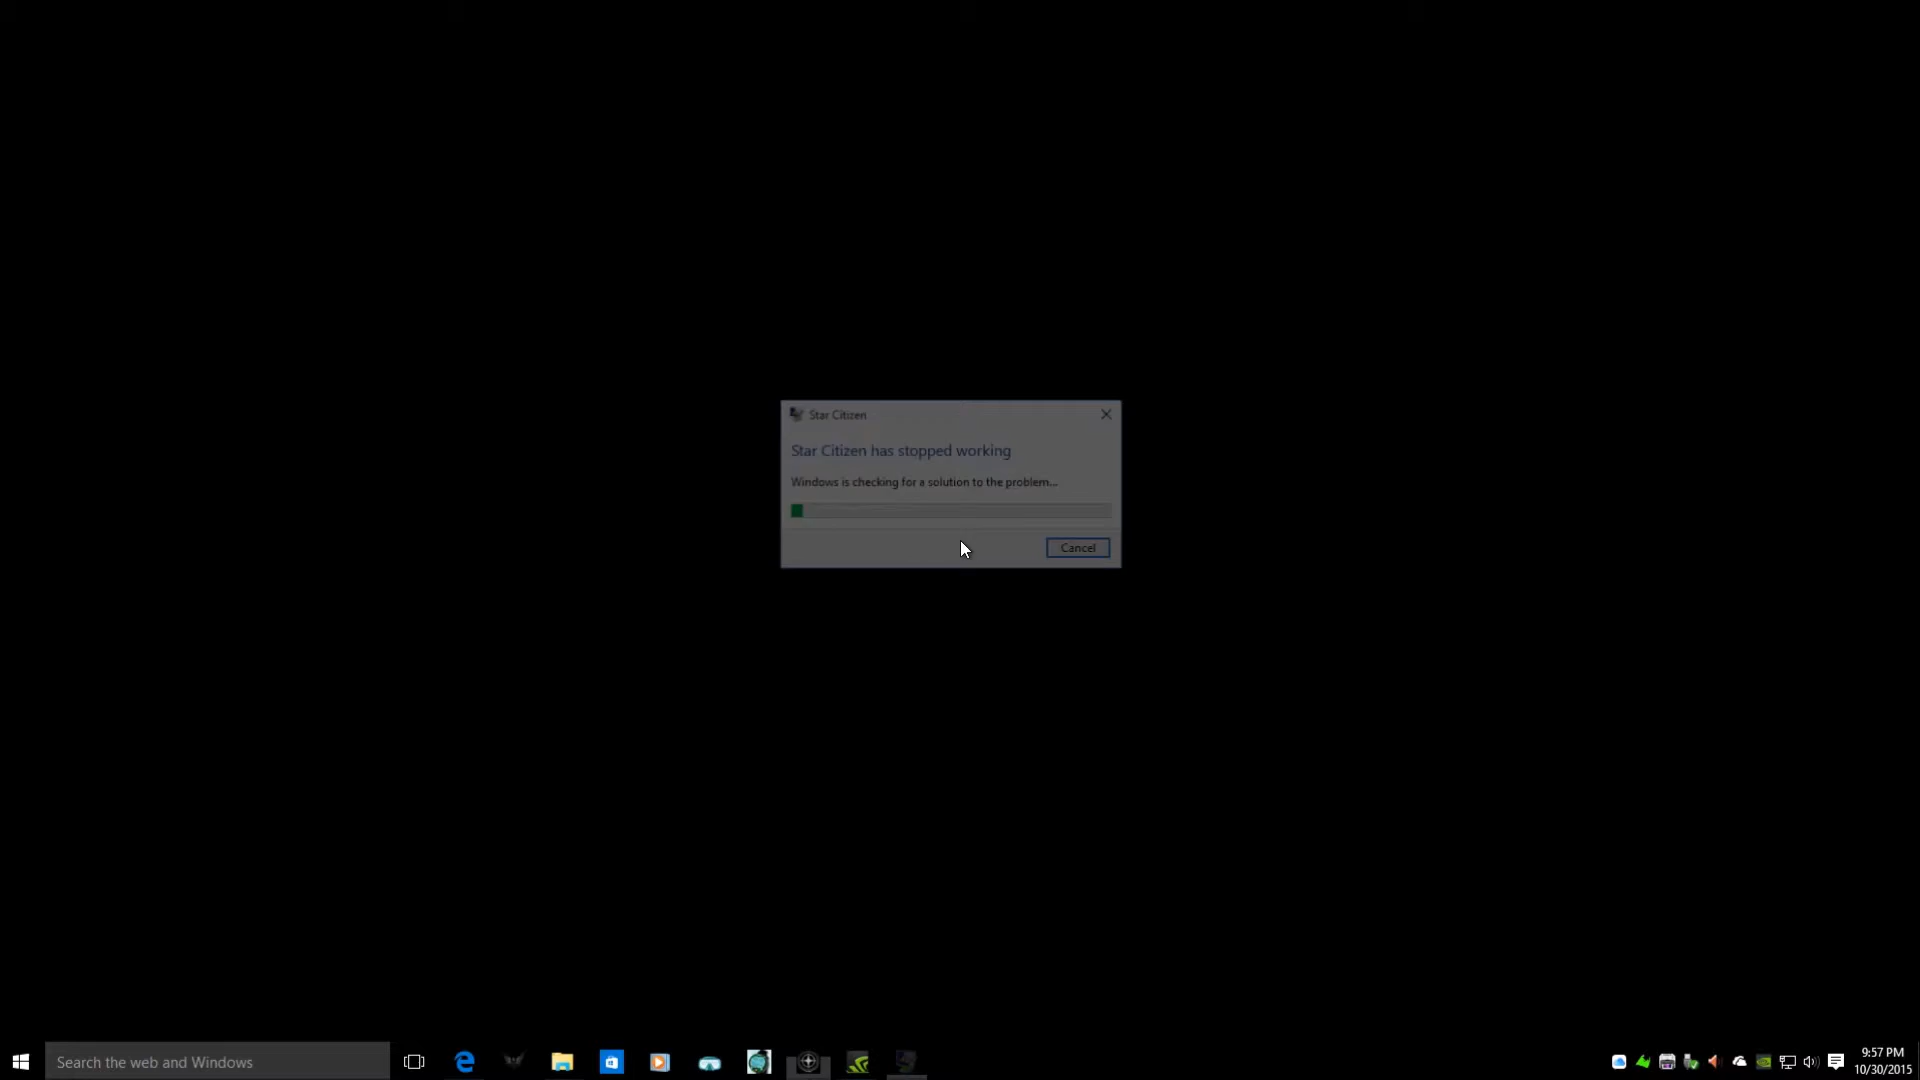 Star Citizen
Star Citizen has stopped working
Windows is checking for a solution to the problem...
Cancel
Search the web and Windows
9:57 PM
10/30/2015